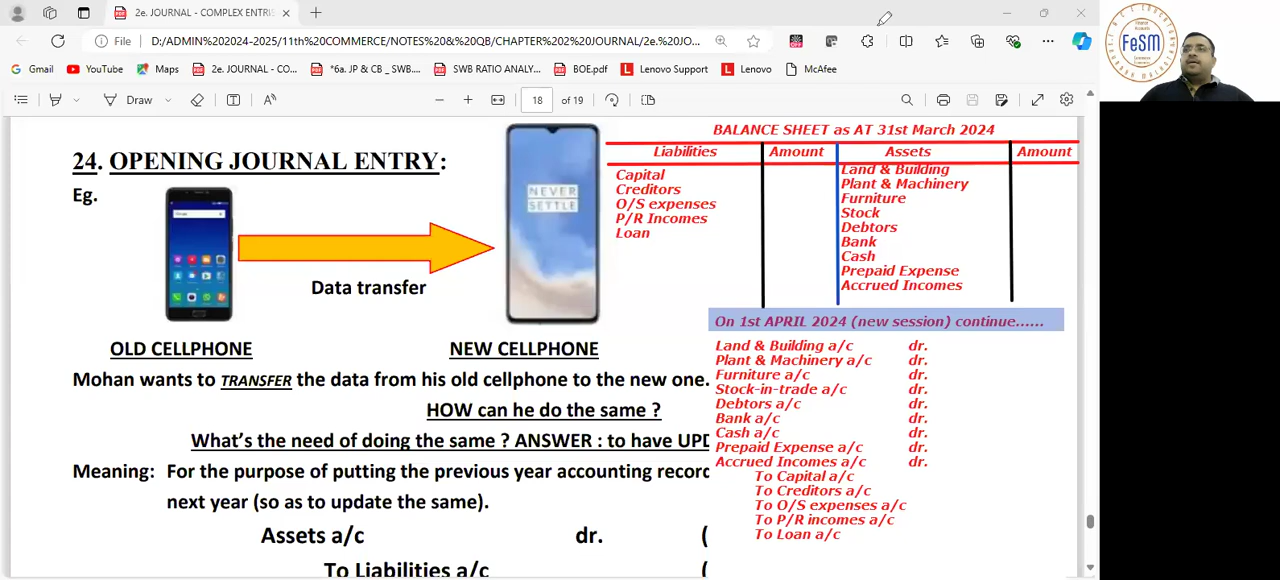 2e. JOURNAL - COMPLEX ENTRI
File
D:/ADMIN%202024-2025/11th%20COMMERCE/NOTES%20&%20QB/CHAPTER%202%20JOURNAL/2e.%20JO...
Gmail
YouTube
Maps
2e. JOURNAL - CO...
*6a. JP & CB _ SWB....
SWB RATIO ANALY...
BOE.pdf
Lenovo Support
Lenovo
McAfee
Draw
18 of 19
24. OPENING JOURNAL ENTRY:
Eg.
NEVER
SETTLE
Data transfer
OLD CELLPHONE
NEW CELLPHONE
Mohan wants to TRANSFER the data from his old cellphone to the new one.
HOW can he do the same ?
What's the need of doing the same ? ANSWER : to have UPD
Meaning: For the purpose of putting the previous year accounting record
next year (so as to update the same).
Assets a/c dr. (
To Liabilities a/c
BALANCE SHEET as AT 31st March 2024
Liabilities Amount Assets Amount
Capital
Creditors
O/S expenses
P/R Incomes
Loan
Land & Building
Plant & Machinery
Furniture
Stock
Debtors
Bank
Cash
Prepaid Expense
Accrued Incomes
On 1st APRIL 2024 (new session) continue......
Land & Building a/c dr.
Plant & Machinery a/c dr.
Furniture a/c dr.
Stock-in-trade a/c dr.
Debtors a/c dr.
Bank a/c dr.
Cash a/c dr.
Prepaid Expense a/c dr.
Accrued Incomes a/c dr.
To Capital a/c
To Creditors a/c
To O/S expenses a/c
To P/R incomes a/c
To Loan a/c
FeSM